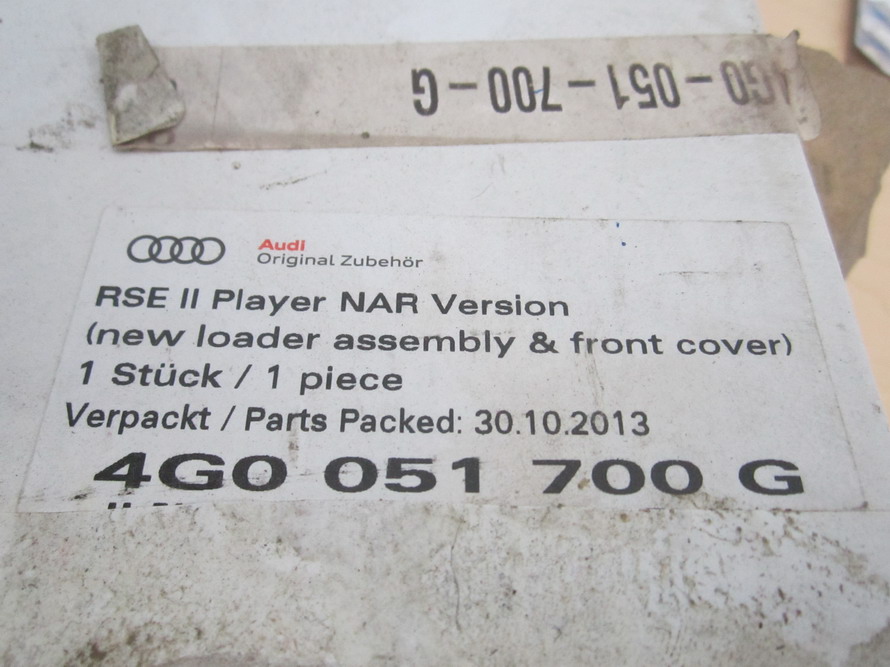 4G0-051-700-G
Audi
Original Zubehör
RSE II Player NAR Version
(new loader assembly & front cover)
1 Stück / 1 piece
Verpackt / Parts Packed: 30.10.2013
4G0 051 700 G